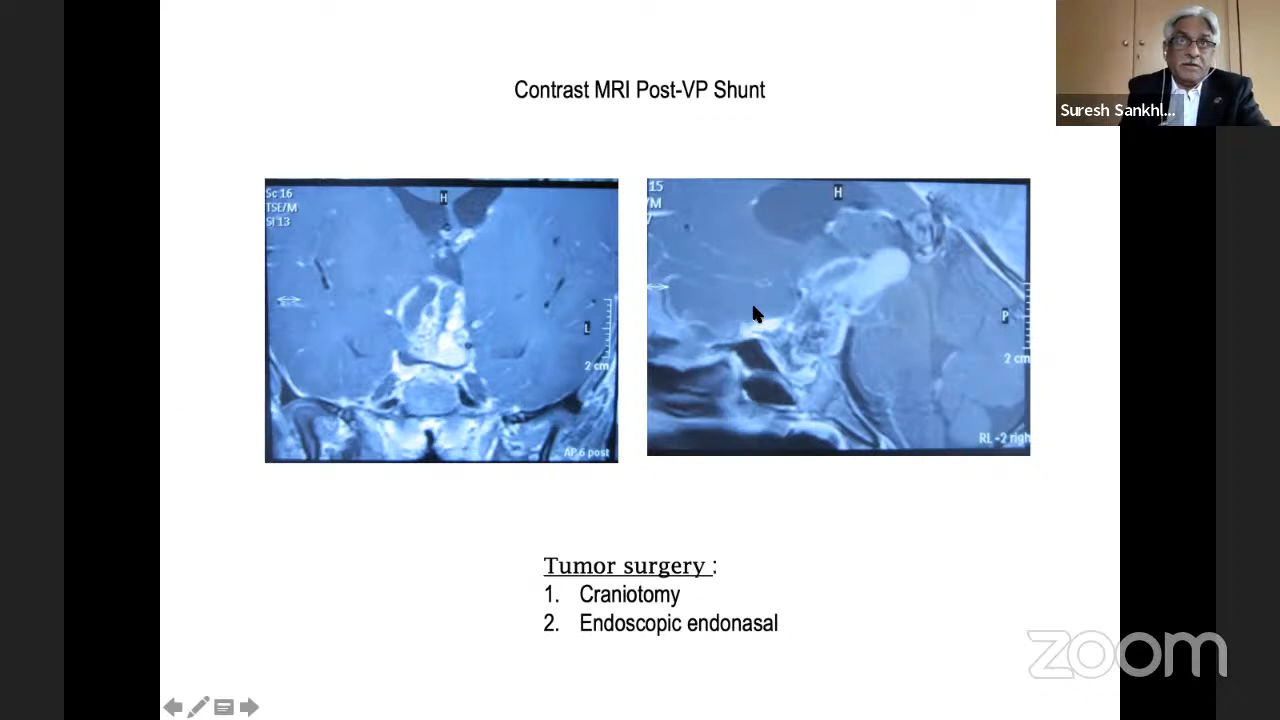 Contrast MRI Post-VP Shunt
Suresh Sankhl...
Sc 16
TSE/M
Sl 13
H
L
2 cm
AP 6 post
15
/M
/
H
P
2 cm
RL -2 righ
Tumor surgery :
1. Craniotomy
2. Endoscopic endonasal
zoom